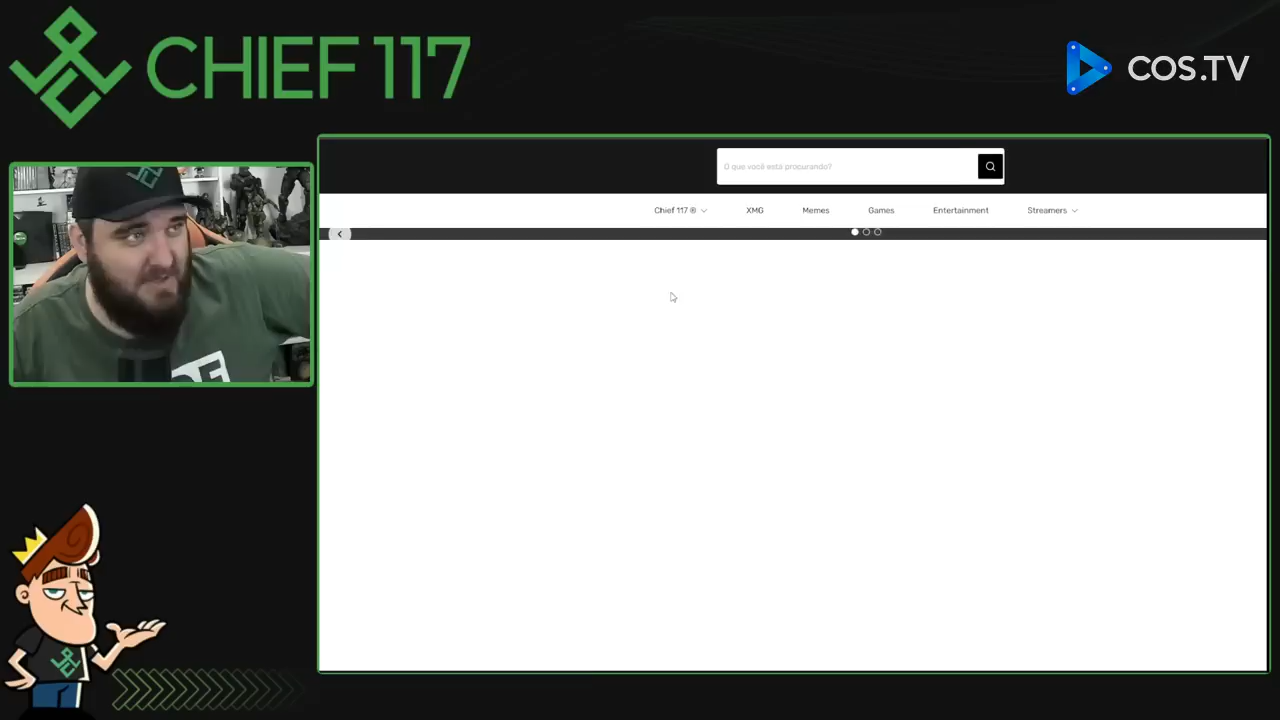 CHIEF 117
COS.TV
O que você está procurando?
Chief 117 ® XMG Memes Games Entertainment Streamers